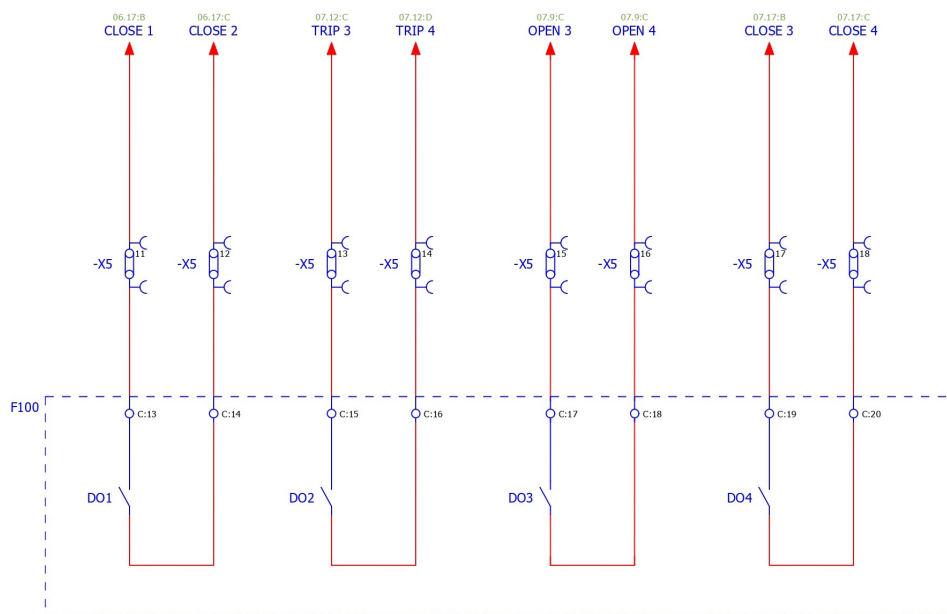 06.17:B 06.17:C 07.12:C 07.12:D 07.9:C 07.9:C 07.17:B 07.17:C
CLOSE 1 CLOSE 2 TRIP 3 TRIP 4 OPEN 3 OPEN 4 CLOSE 3 CLOSE 4
11 12 13 14 15 16 17 18
-X5 -X5 -X5 -X5 -X5 -X5 -X5 -X5
F100
C:13 C:14 C:15 C:16 C:17 C:18 C:19 C:20
DO1 DO2 DO3 DO4